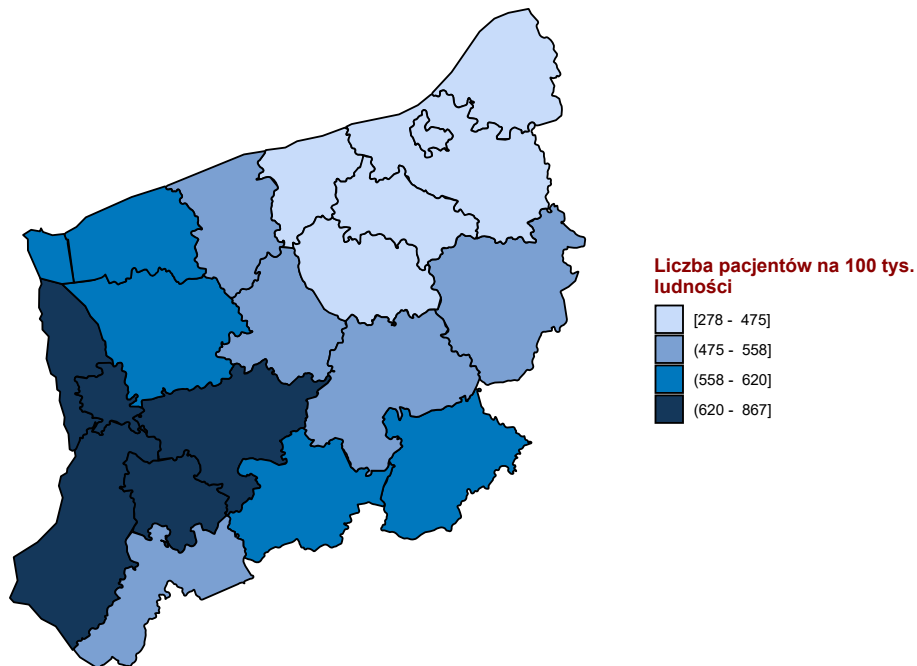 Liczba pacjentów na 100 tys.
ludności
[278 - 475]
(475 - 558]
(558 - 620]
(620 - 867]